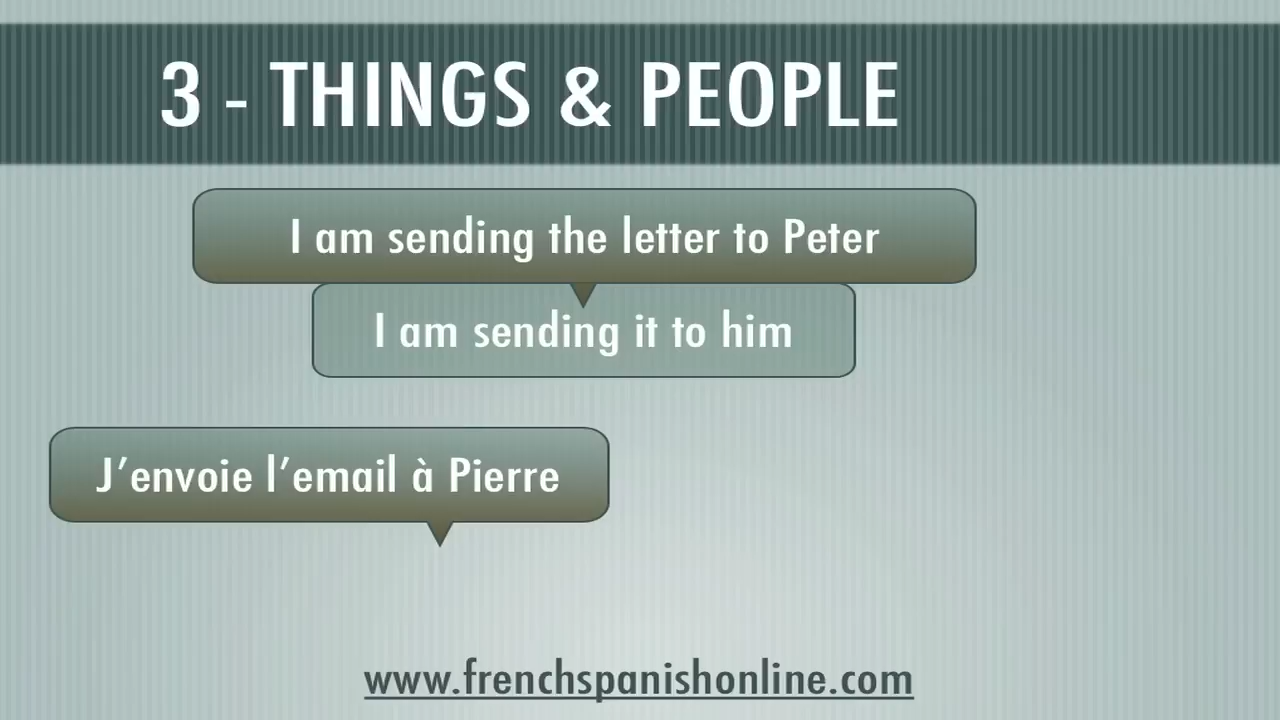 3 - THINGS & PEOPLE
I am sending the letter to Peter
I am sending it to him
J’envoie l’email à Pierre
www.frenchspanishonline.com